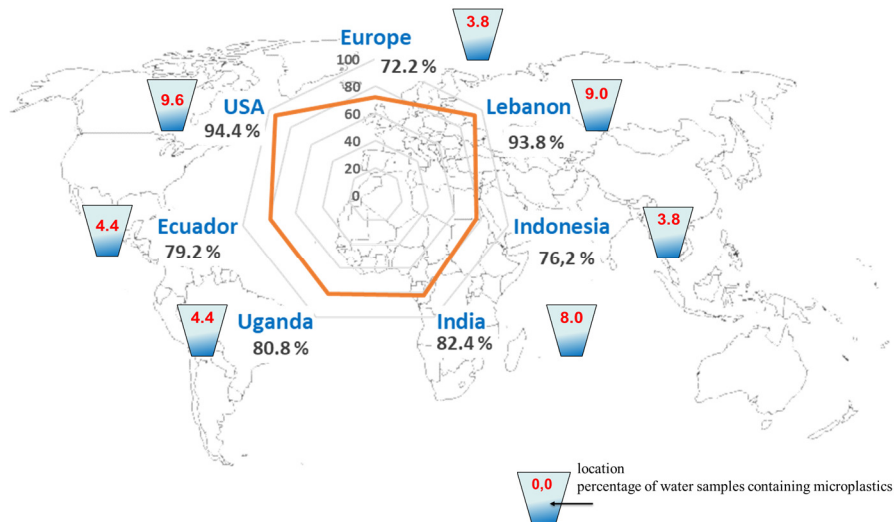 3.8
Europe
100
72.2 %
9.6
80
9.0
USA
60
Lebanon
94.4 %
40
93.8 %
20
0
4.4
Ecuador
Indonesia
3.8
79.2 %
76,2 %
4.4
Uganda
India
8.0
80.8 %
82.4 %
location
0,0
percentage of water samples containing microplastics